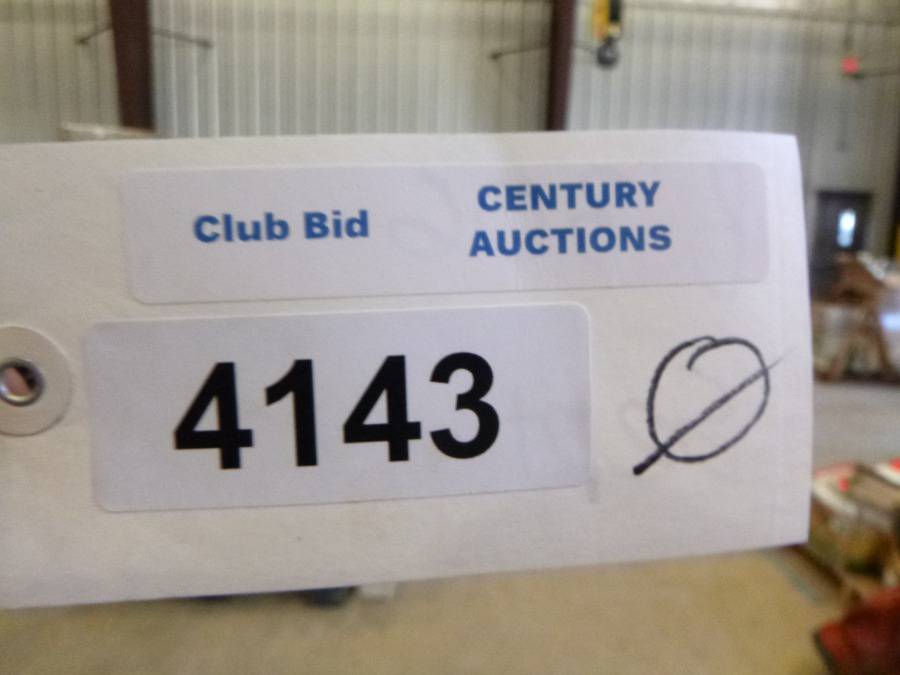 Club Bid
CENTURY
AUCTIONS
4143
Ø